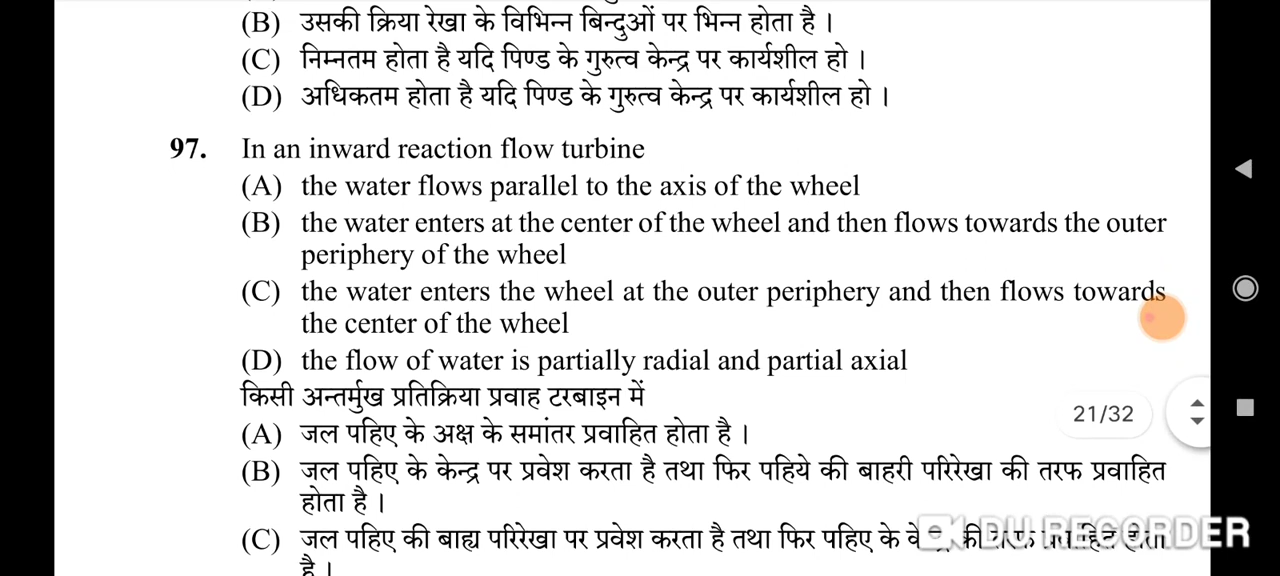 (B) उसकी क्रिया रेखा के विभिन्न बिन्दुओं पर भिन्न होता है ।
(C) निम्नतम होता है यदि पिण्ड के गुरुत्व केन्द्र पर कार्यशील हो ।
(D) अधिकतम होता है यदि पिण्ड के गुरुत्व केन्द्र पर कार्यशील हो ।
97. In an inward reaction flow turbine
(A) the water flows parallel to the axis of the wheel
(B) the water enters at the center of the wheel and then flows towards the outer
periphery of the wheel
(C) the water enters the wheel at the outer periphery and then flows towards
the center of the wheel
(D) the flow of water is partially radial and partial axial
किसी अन्तर्मुख प्रतिक्रिया प्रवाह टरबाइन में
21/32
(A) जल पहिए के अक्ष के समांतर प्रवाहित होता है ।
(B) जल पहिए के केन्द्र पर प्रवेश करता है तथा फिर पहिये की बाहरी परिरेखा की तरफ प्रवाहित
होता है ।
(C) जल पहिए की बाह्य परिरेखा पर प्रवेश करता है तथा फिर पहिए के की तरफ प्रवाहित होता
है ।
DU RECORDER